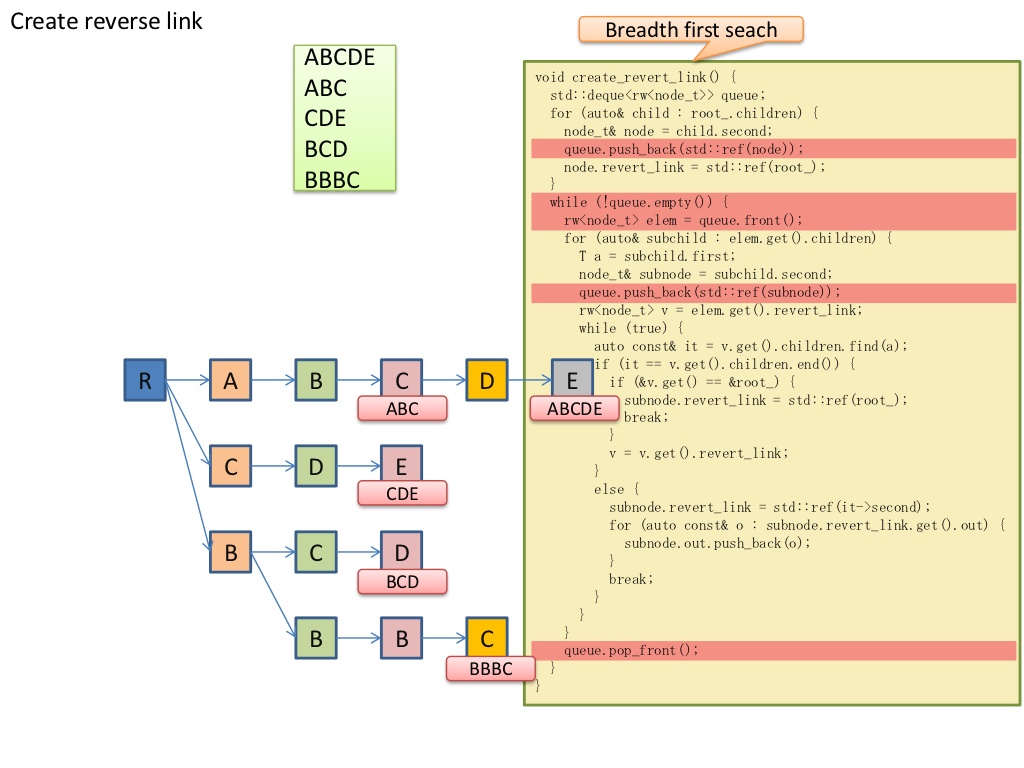 Create reverse link
Breadth first seach
ABCDE
ABC
CDE
BCD
BBBC
void create_revert_link() {
std::deque<rw<node_t>> queue;
for (auto& child : root_.children) {
node_t& node = child.second;
queue.push_back(std::ref(node));
node.revert_link = std::ref(root_);
}
while (!queue.empty()) {
rw<node_t> elem = queue.front();
for (auto& subchild : elem.get().children) {
T a = subchild.first;
node_t& subnode = subchild.second;
queue.push_back(std::ref(subnode));
rw<node_t> v = elem.get().revert_link;
while (true) {
auto const& it = v.get().children.find(a);
if (it == v.get().children.end()) {
if (&v.get() == &root_) {
subnode.revert_link = std::ref(root_);
break;
}
v = v.get().revert_link;
}
else {
subnode.revert_link = std::ref(it->second);
for (auto const& o : subnode.revert_link.get().out) {
subnode.out.push_back(o);
}
break;
}
}
}
queue.pop_front();
}
}
R A B C D E
ABC ABCDE
C D E
CDE
B C D
BCD
B B C
BBBC